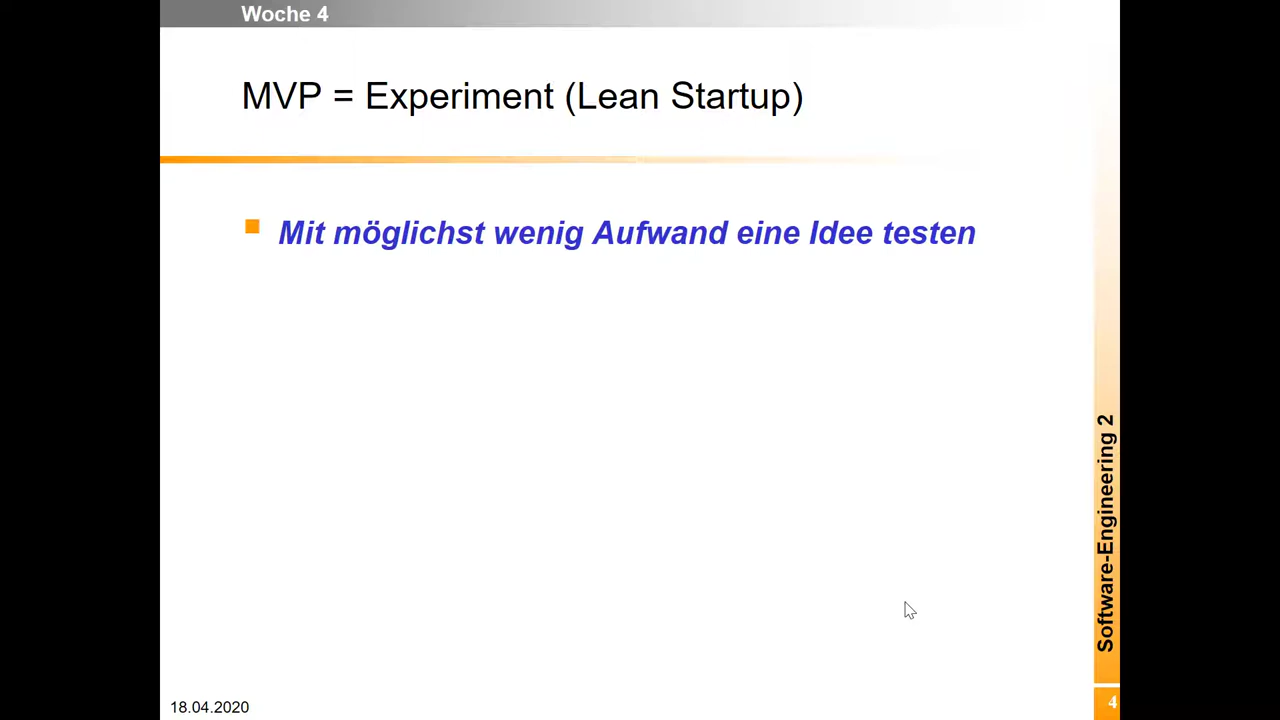 Woche 4
MVP = Experiment (Lean Startup)
Mit möglichst wenig Aufwand eine Idee testen
Software-Engineering 2
18.04.2020
4